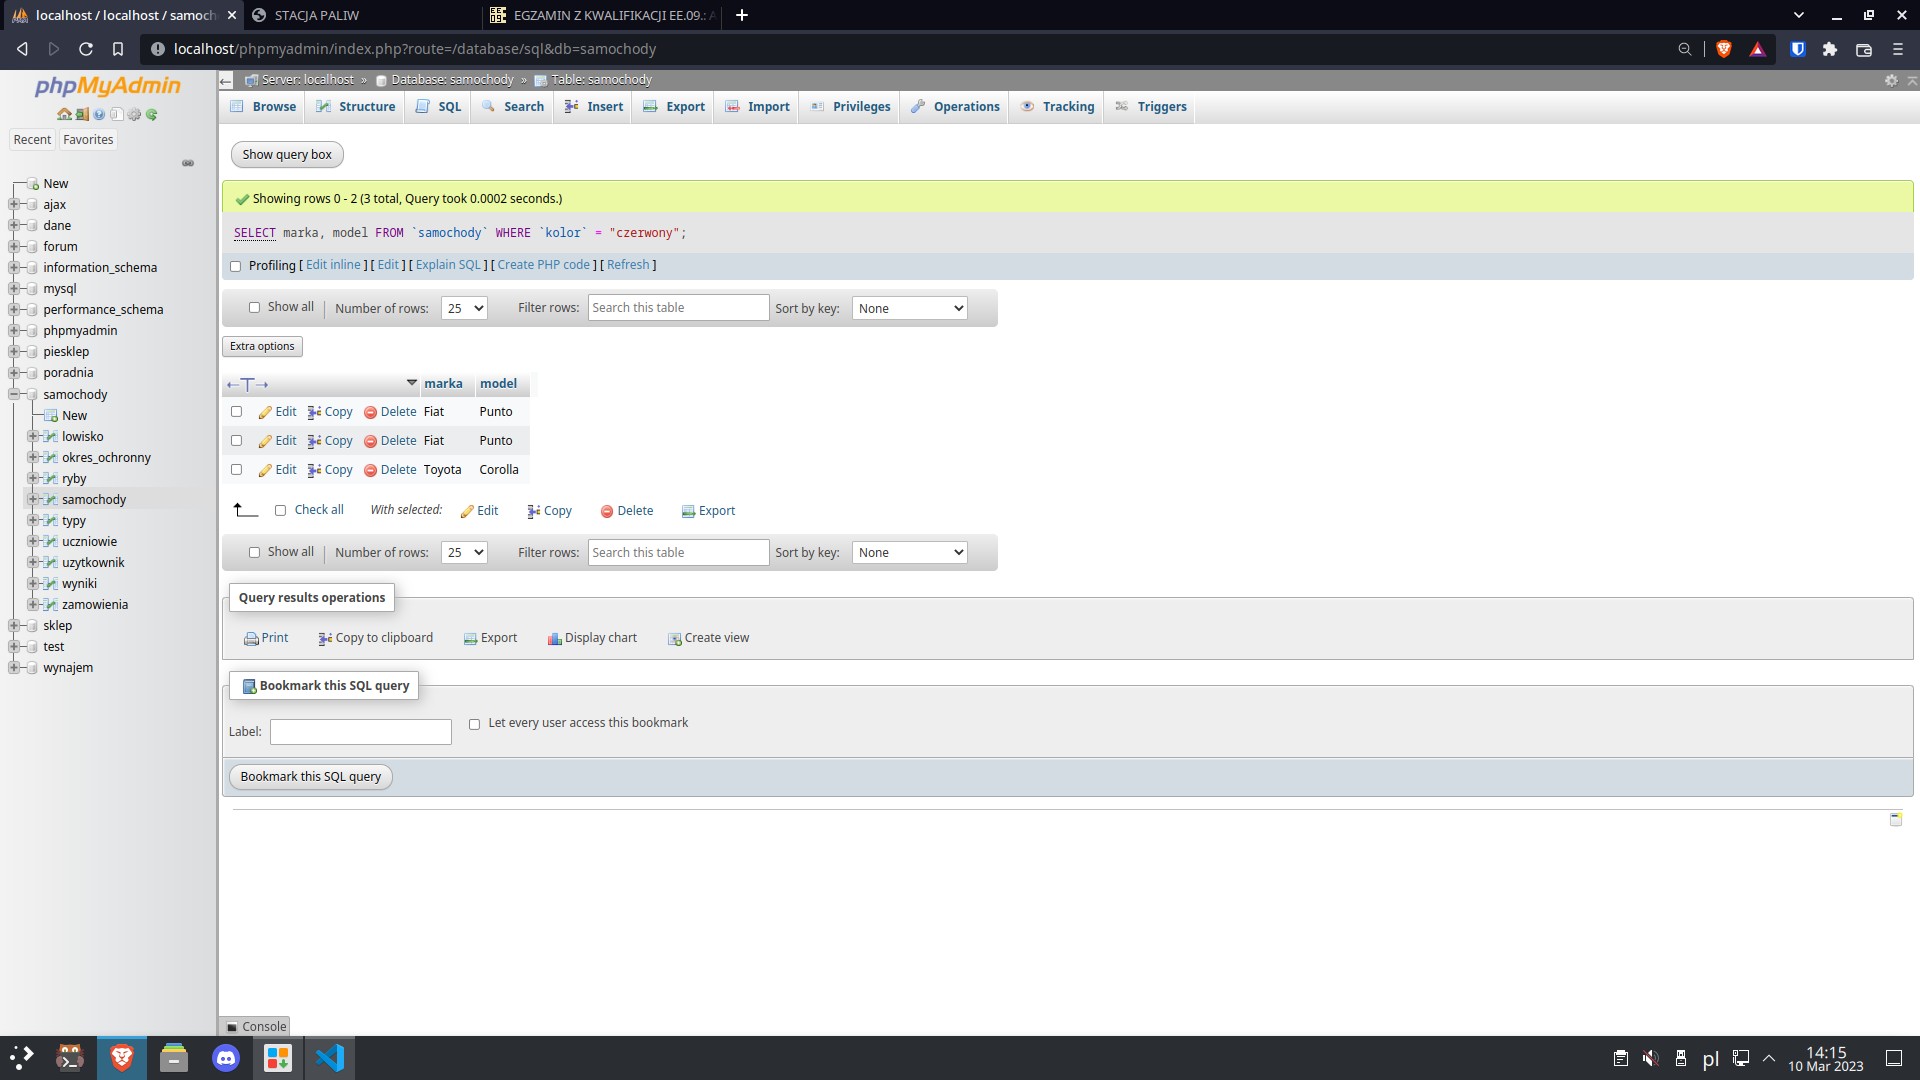 localhost / localhost / samoch
STACJA PALIW
EGZAMIN Z KWALIFIKACJI EE.09.: A
localhost/phpmyadmin/index.php?route=/database/sql&db=samochody
phpMyAdmin
Recent
Favorites
New
ajax
dane
forum
information_schema
mysql
performance_schema
phpmyadmin
piesklep
poradnia
samochody
New
lowisko
okres_ochronny
ryby
samochody
typy
uczniowie
uzytkownik
wyniki
zamowienia
sklep
test
wynajem
Server: localhost » Database: samochody » Table: samochody
Browse Structure SQL Search Insert Export Import Privileges Operations Tracking Triggers
Show query box
Showing rows 0 - 2 (3 total, Query took 0.0002 seconds.)
SELECT marka, model FROM `samochody` WHERE `kolor` = "czerwony";
Profiling [ Edit inline ] [ Edit ] [ Explain SQL ] [ Create PHP code ] [ Refresh ]
Show all Number of rows: 25 Filter rows: Search this table Sort by key: None
Extra options
←T→ marka model
Edit Copy Delete Fiat Punto
Edit Copy Delete Fiat Punto
Edit Copy Delete Toyota Corolla
Check all With selected: Edit Copy Delete Export
Show all Number of rows: 25 Filter rows: Search this table Sort by key: None
Query results operations
Print Copy to clipboard Export Display chart Create view
Bookmark this SQL query
Label: Let every user access this bookmark
Bookmark this SQL query
Console
pl
14:15
10 Mar 2023